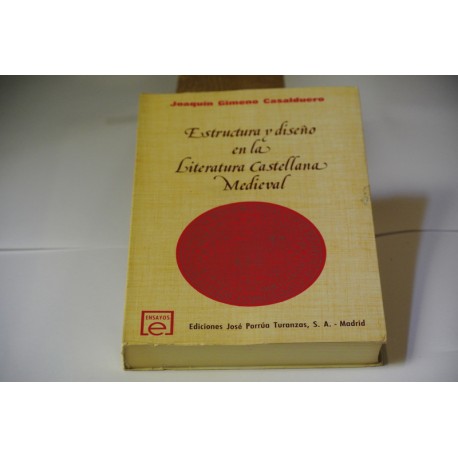 Joaquín Gimeno Casalduero
Estructura y diseño
en la
Literatura Castellana
Medieval
ENSAYOS
e
Ediciones José Porrúa Turanzas, S. A. - Madrid